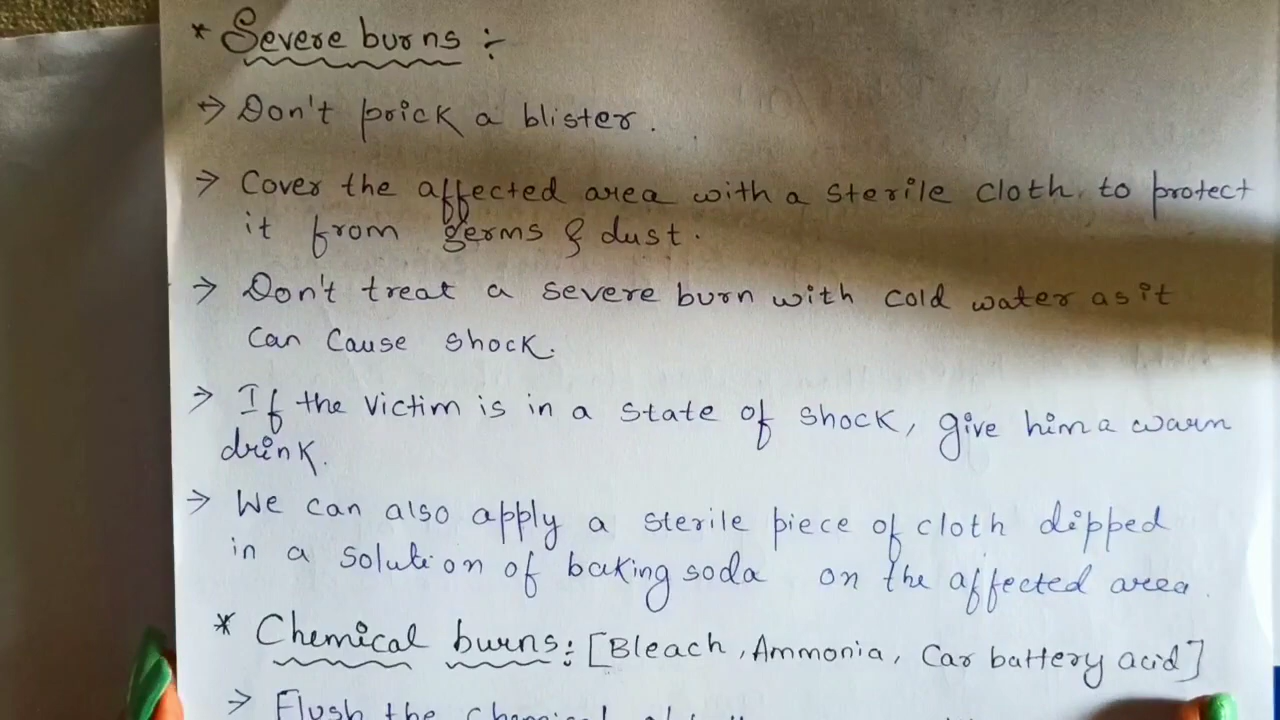 * Severe burns :-
→ Don't prick a blister.
→ Cover the affected area with a sterile cloth to protect
it from germs & dust.
→ Don't treat a severe burn with cold water as it
can cause shock.
→ If the victim is in a state of shock, give him a warm
drink.
→ We can also apply a sterile piece of cloth dipped
in a solution of baking soda on the affected area.
* Chemical burns: [Bleach, Ammonia, Car battery acid]
→ Flush the